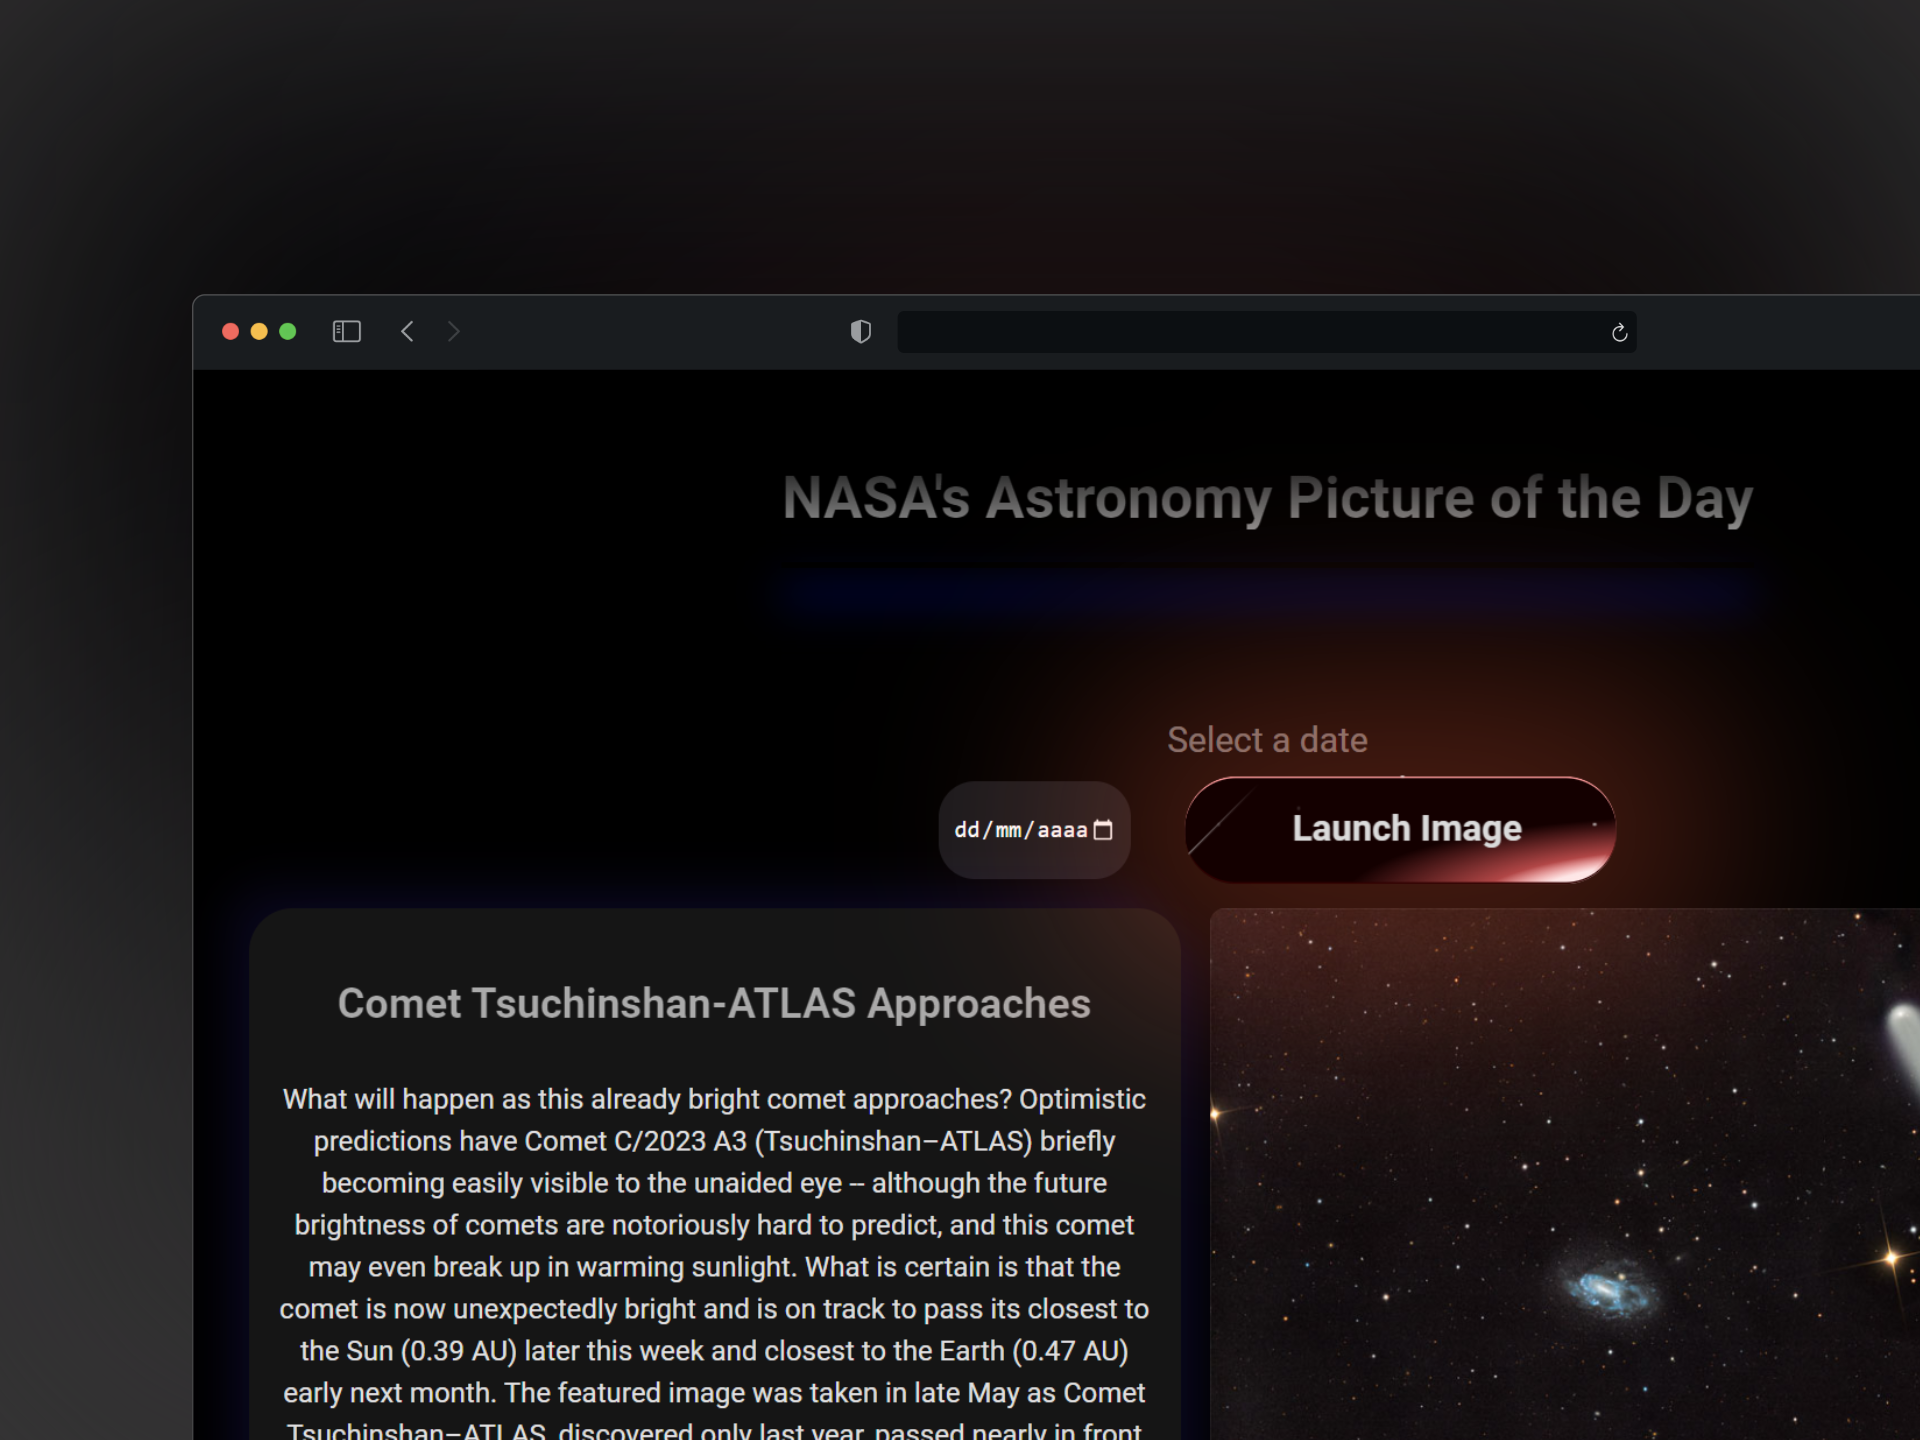 NASA's Astronomy Picture of the Day
Select a date
dd/mm/aaaa
Launch Image
Comet Tsuchinshan-ATLAS Approaches
What will happen as this already bright comet approaches? Optimistic
predictions have Comet C/2023 A3 (Tsuchinshan–ATLAS) briefly
becoming easily visible to the unaided eye -- although the future
brightness of comets are notoriously hard to predict, and this comet
may even break up in warming sunlight. What is certain is that the
comet is now unexpectedly bright and is on track to pass its closest to
the Sun (0.39 AU) later this week and closest to the Earth (0.47 AU)
early next month. The featured image was taken in late May as Comet
Tsuchinshan–ATLAS, discovered only last year, passed nearly in front